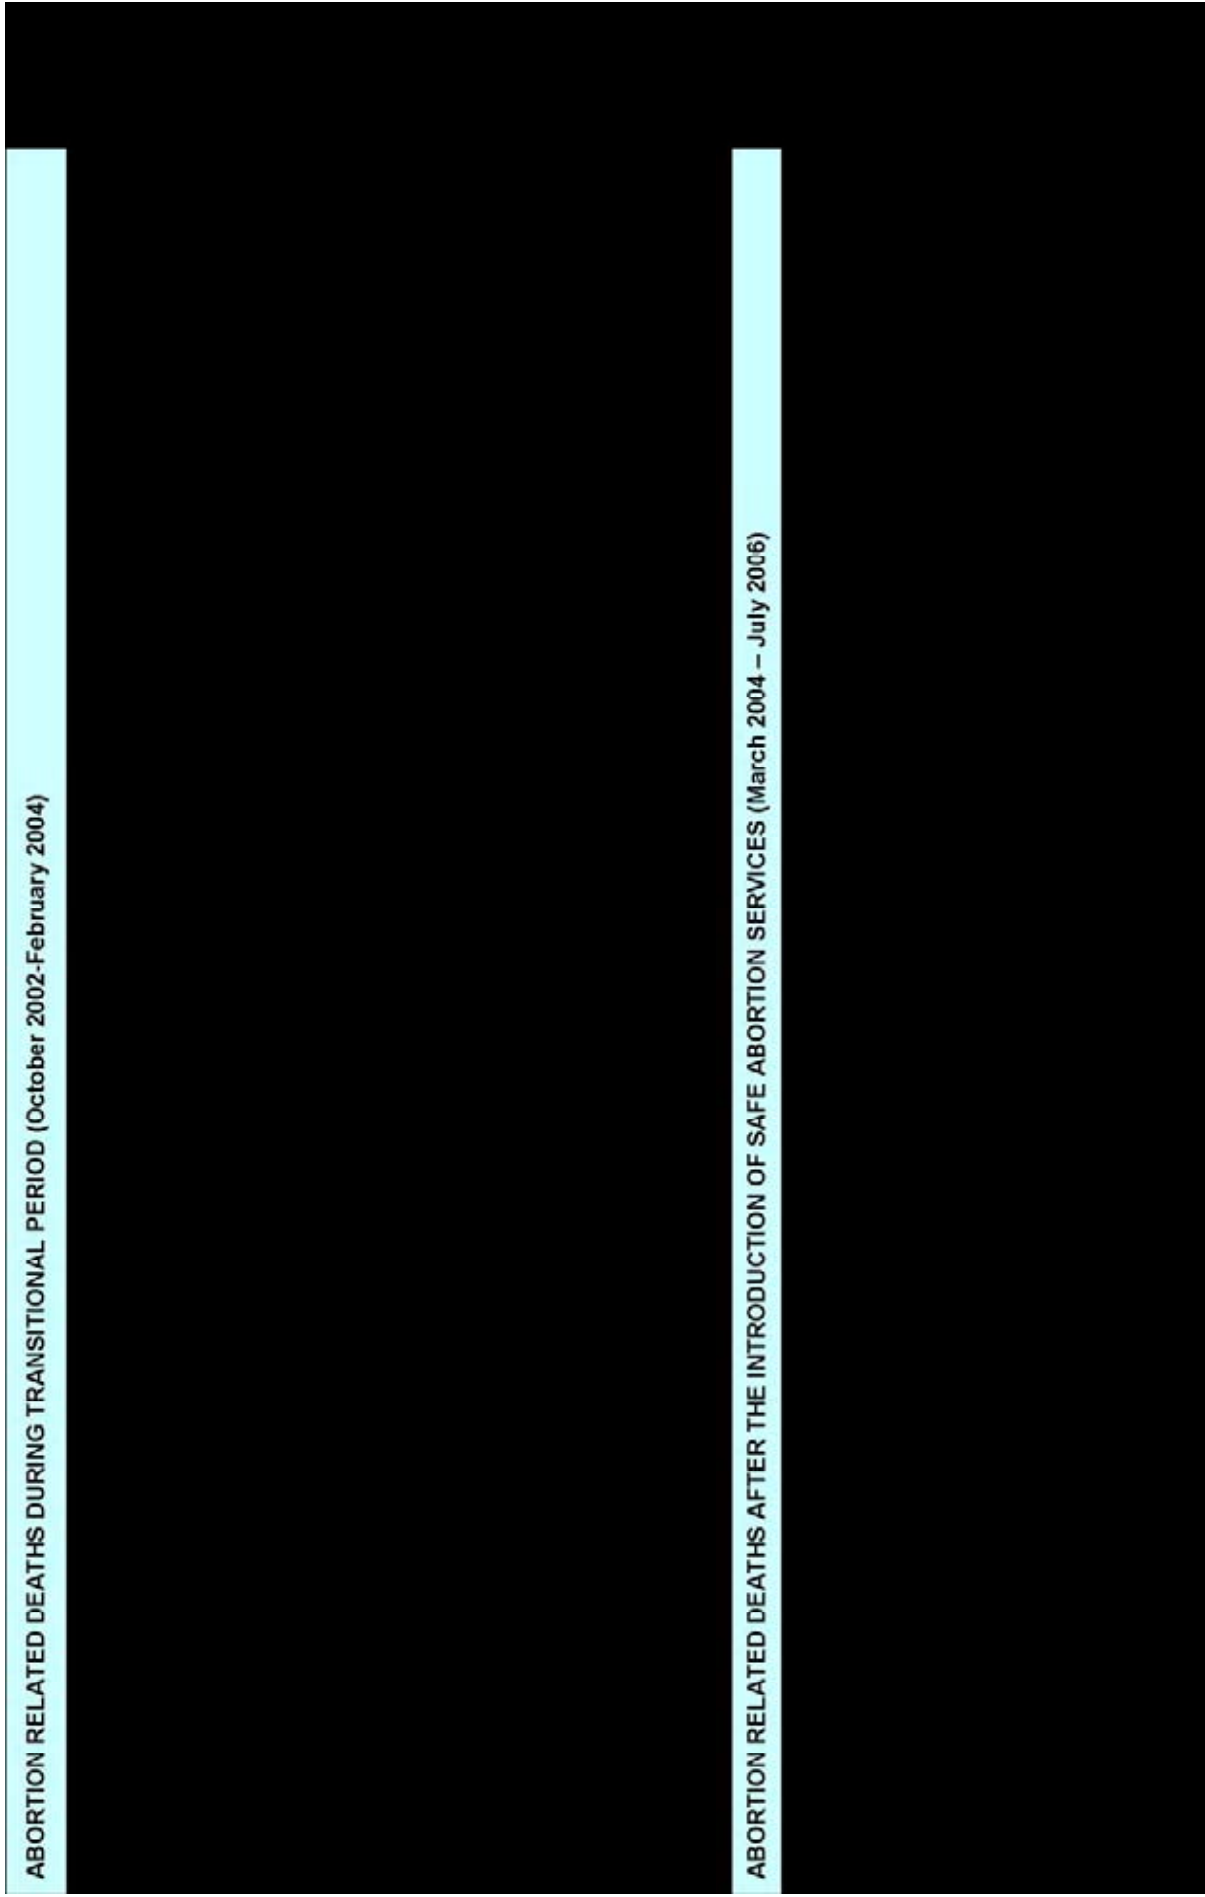 ABORTION RELATED DEATHS DURING TRANSITIONAL PERIOD (October 2002-February 2004)
ABORTION RELATED DEATHS AFTER THE INTRODUCTION OF SAFE ABORTION SERVICES (March 2004 – July 2006)